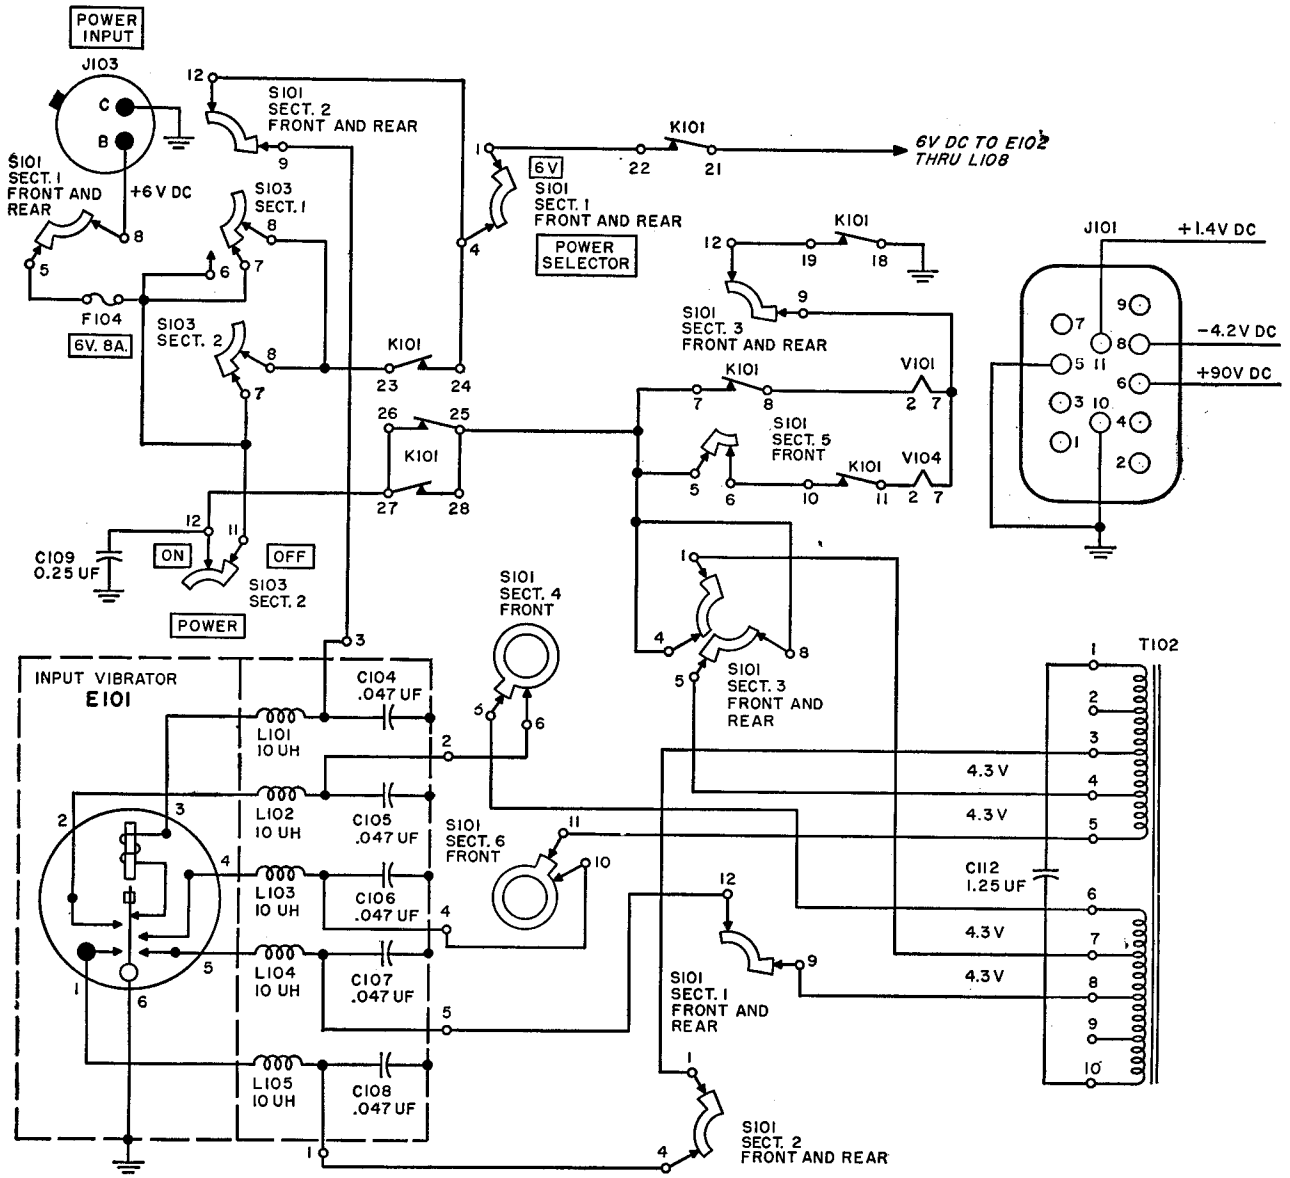 POWER
INPUT
J103
C
B
+6 V DC
S101
SECT. 1
FRONT AND
REAR
8
5
F104
6V. 8A.
12
S101
SECT. 2
FRONT AND REAR
9
S103
SECT. 1
8
6
7
S103
SECT. 2
8
7
K101
23
24
26
25
K101
27
28
12
11
ON
OFF
C109
0.25 UF
S103
SECT. 2
POWER
1
6 V
S101
SECT. 1
FRONT AND REAR
4
POWER
SELECTOR
K101
22
21
6V DC TO E102
THRU L108
12
K101
19
18
9
S101
SECT. 3
FRONT AND REAR
K101
7
8
V101
2
7
S101
SECT. 5
FRONT
5
6
K101
10
11
V104
2
7
J101
+1.4V DC
-4.2V DC
+90V DC
9
7
8
5
11
6
3
10
4
1
2
S101
SECT. 4
FRONT
5
6
1
4
8
5
S101
SECT. 3
FRONT AND
REAR
INPUT VIBRATOR
E101
3
C104
.047 UF
L101
10 UH
2
L102
10 UH
C105
.047 UF
2
3
4
L103
10 UH
C106
.047 UF
4
5
L104
10 UH
C107
.047 UF
1
6
5
L105
10 UH
C108
.047 UF
1
S101
SECT. 6
FRONT
11
10
12
9
S101
SECT. 1
FRONT AND
REAR
1
4
S101
SECT. 2
FRONT AND REAR
T102
1
2
3
4.3 V
4
4.3 V
5
C112
1.25 UF
6
4.3 V
7
4.3 V
8
9
10